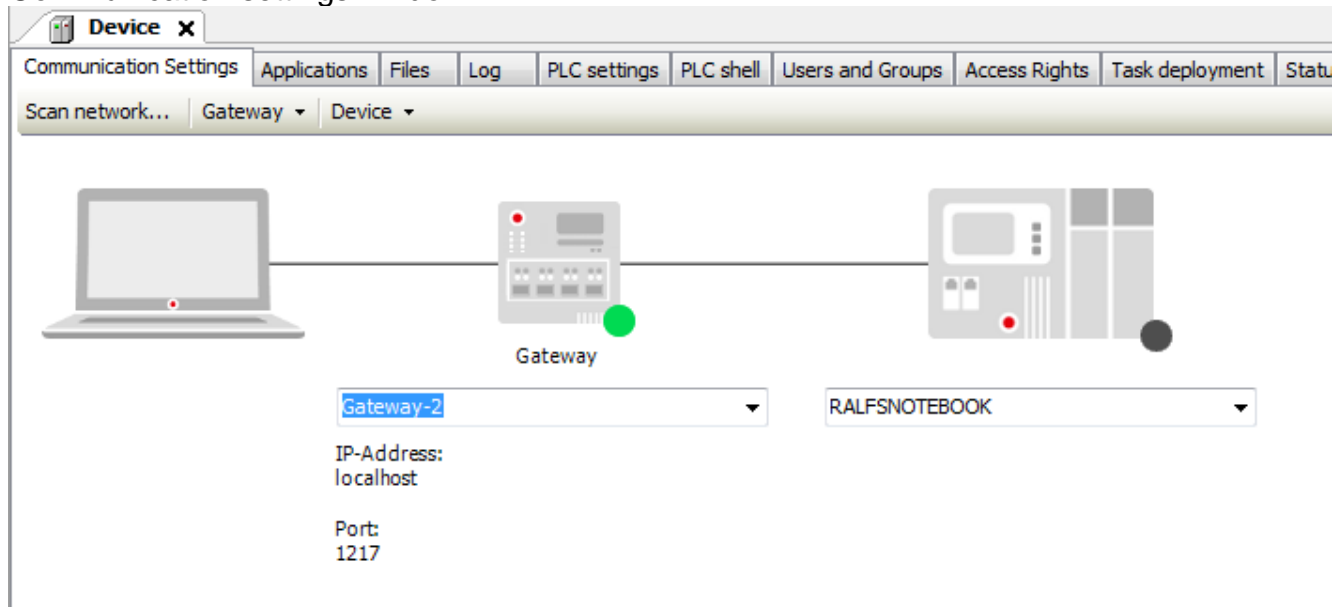 Device
Communication Settings Applications Files Log PLC settings PLC shell Users and Groups Access Rights Task deployment Statu
Scan network... Gateway Device
Gateway
Gateway-2 RALFSNOTEBOOK
IP-Address:
localhost
Port:
1217